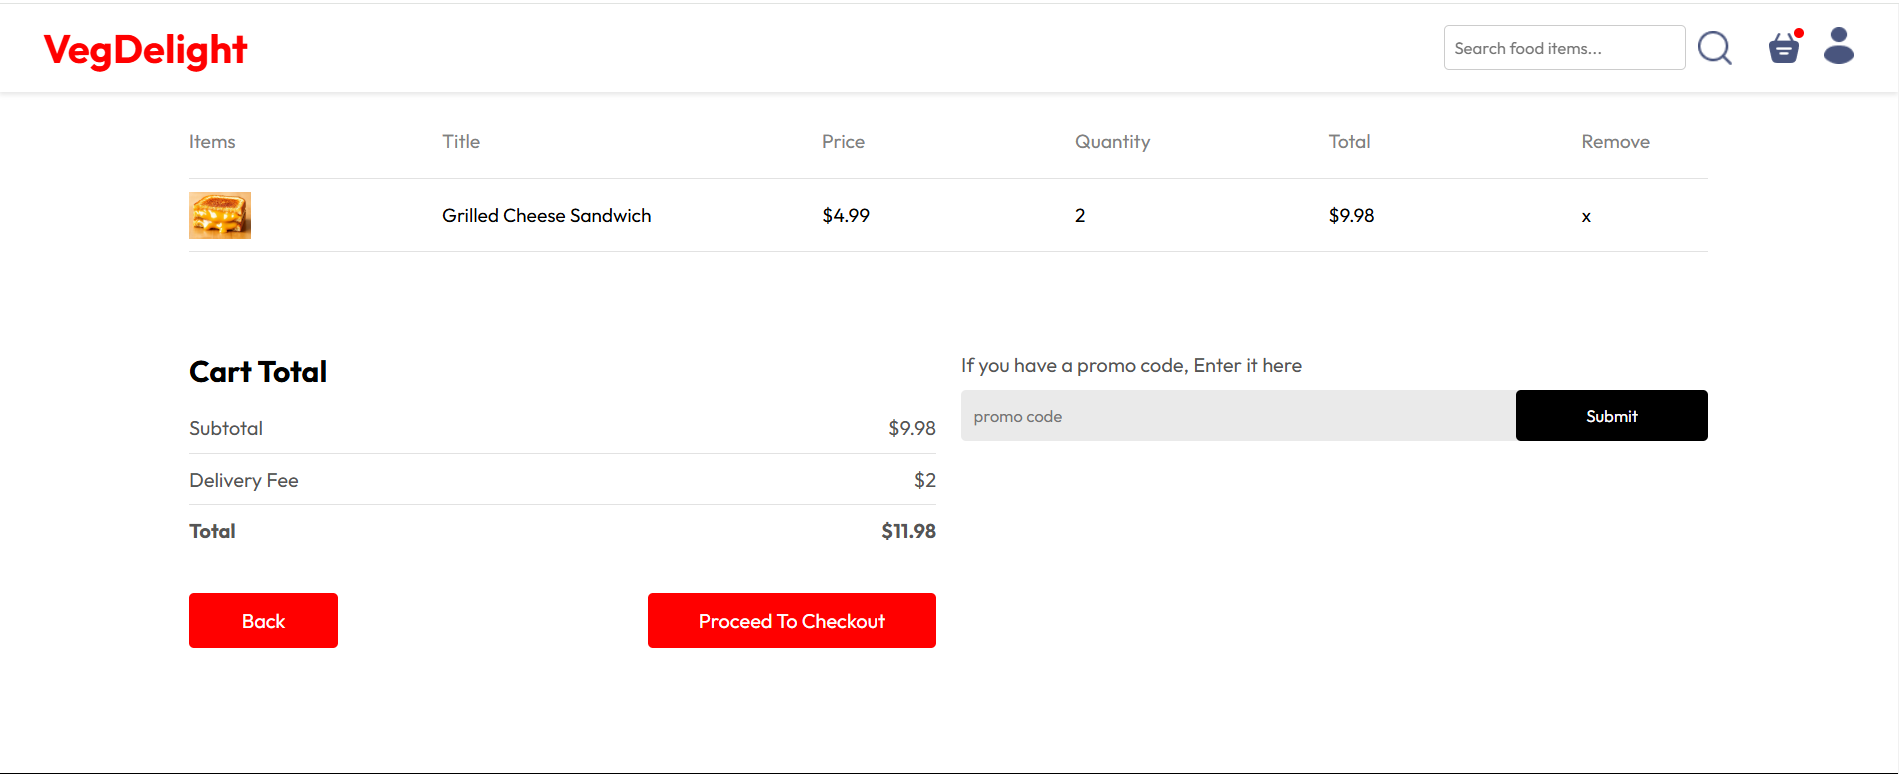 VegDelight
Search food items...
Items Title Price Quantity Total Remove
Grilled Cheese Sandwich $4.99 2 $9.98 x
Cart Total
Subtotal $9.98
Delivery Fee $2
Total $11.98
Back Proceed To Checkout
If you have a promo code, Enter it here
promo code Submit